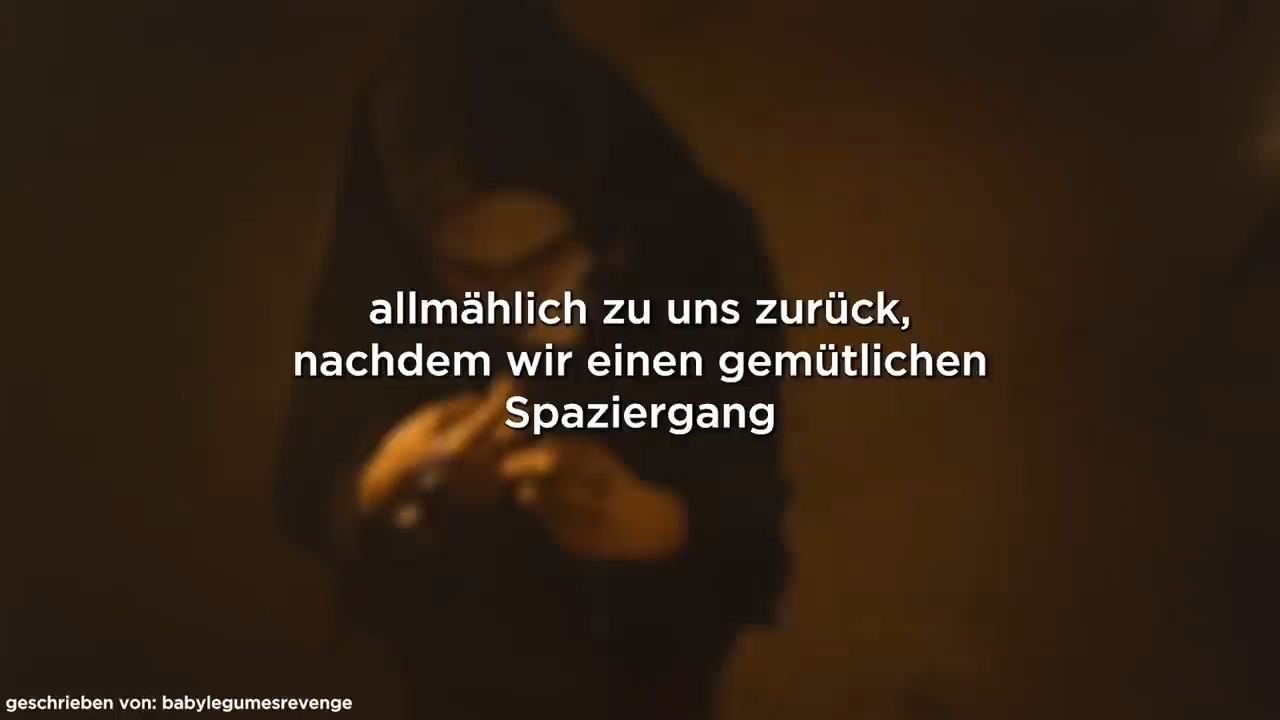 allmählich zu uns zurück,
nachdem wir einen gemütlichen
Spaziergang
geschrieben von: babylegumesrevenge